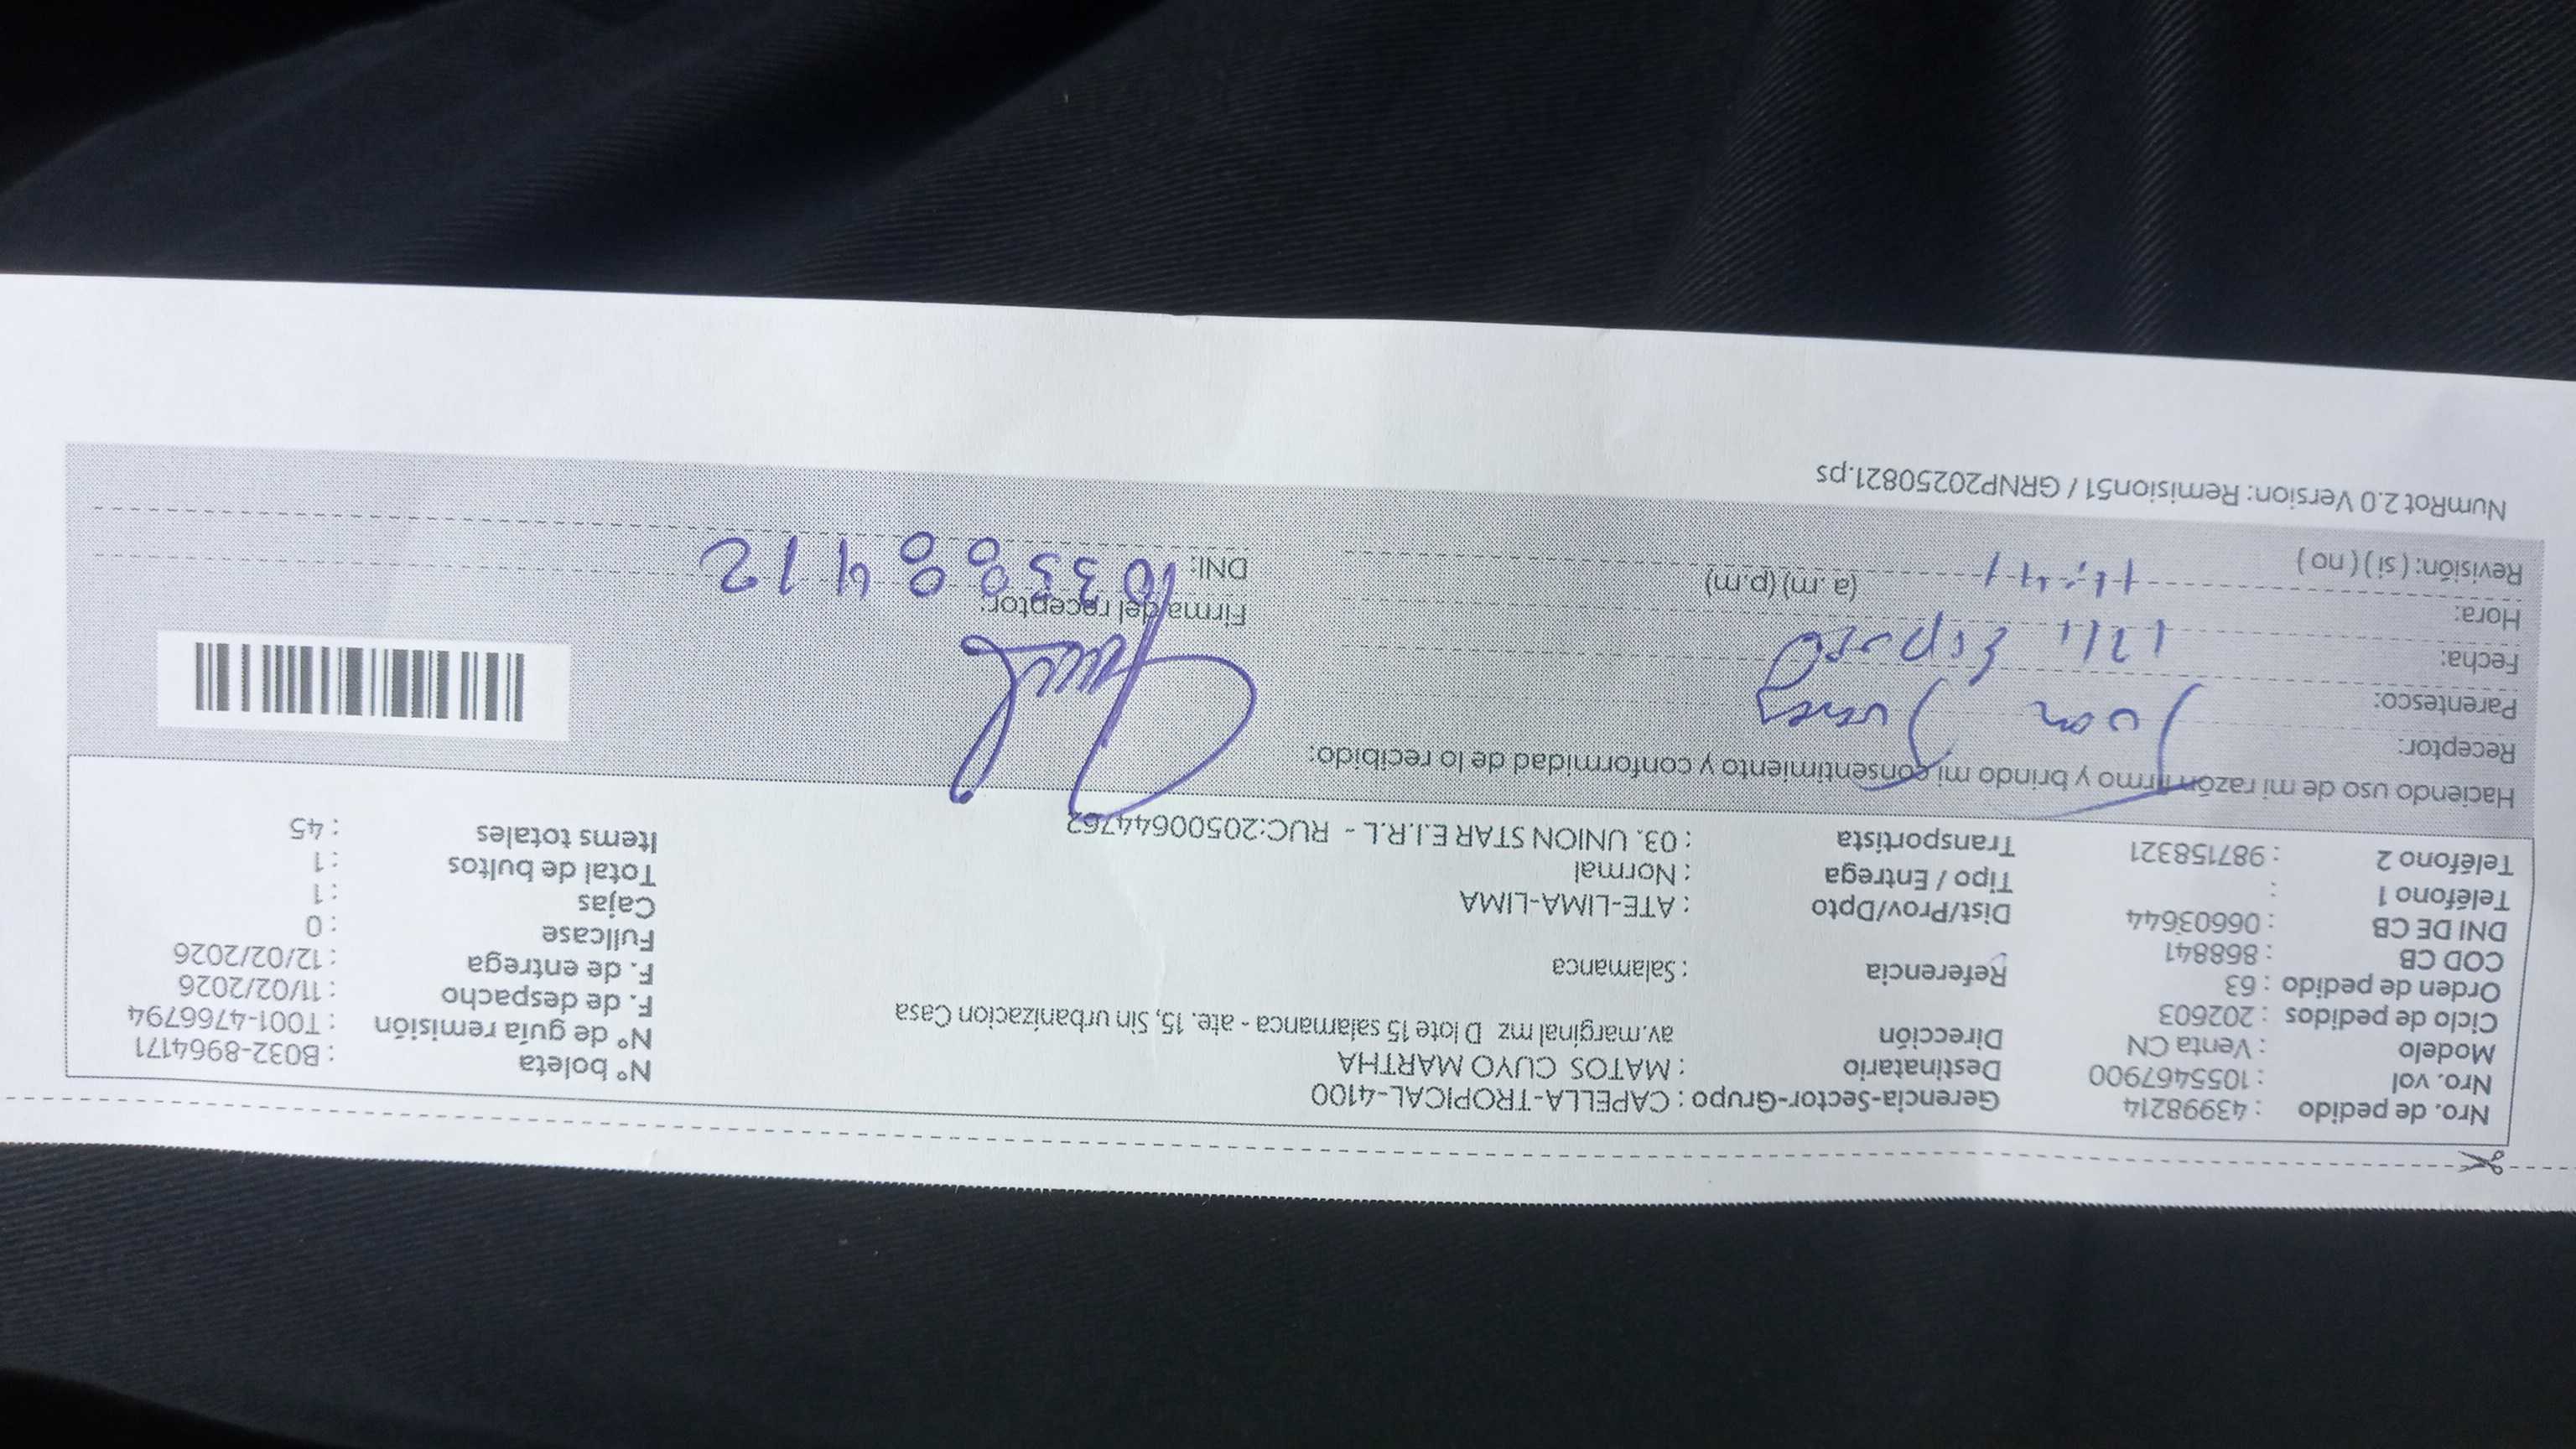 Nro. de pedido : 43998214 Gerencia-Sector-Grupo : CAPELLA-TROPICAL-4100 N° boleta : B032-8964171
Nro. vol : 1055467900 Destinatario : MATOS CUYO MARTHA N° de guía remisión : T001-4766794
Modelo : Venta CN Dirección av.marginal mz D lote 15 salamanca - ate. 15, Sin urbanizacion Casa F. de despacho : 11/02/2026
Ciclo de pedidos : 202603 F. de entrega : 12/02/2026
Orden de pedido : 63 Referencia : Salamanca Fullcase : 0
COD CB : 868841 Cajas : 1
DNI DE CB : 06603644 Dist/Prov/Dpto : ATE-LIMA-LIMA Total de bultos : 1
Teléfono 1 : Tipo / Entrega : Normal Items totales : 45
Teléfono 2 : 987158321 Transportista : 03. UNION STAR E.I.R.L - RUC:20500644762
Haciendo uso de mi razón firmo y brindo mi consentimiento y conformidad de lo recibido:
Receptor: Juan
Parentesco:
Fecha: Esposo
Hora: (a.m) (p.m) Firma del receptor:
Revisión: ( si ) ( no ) DNI: 103388412
NumRot 2.0 Version: Remision51 / GRNP20250821.ps